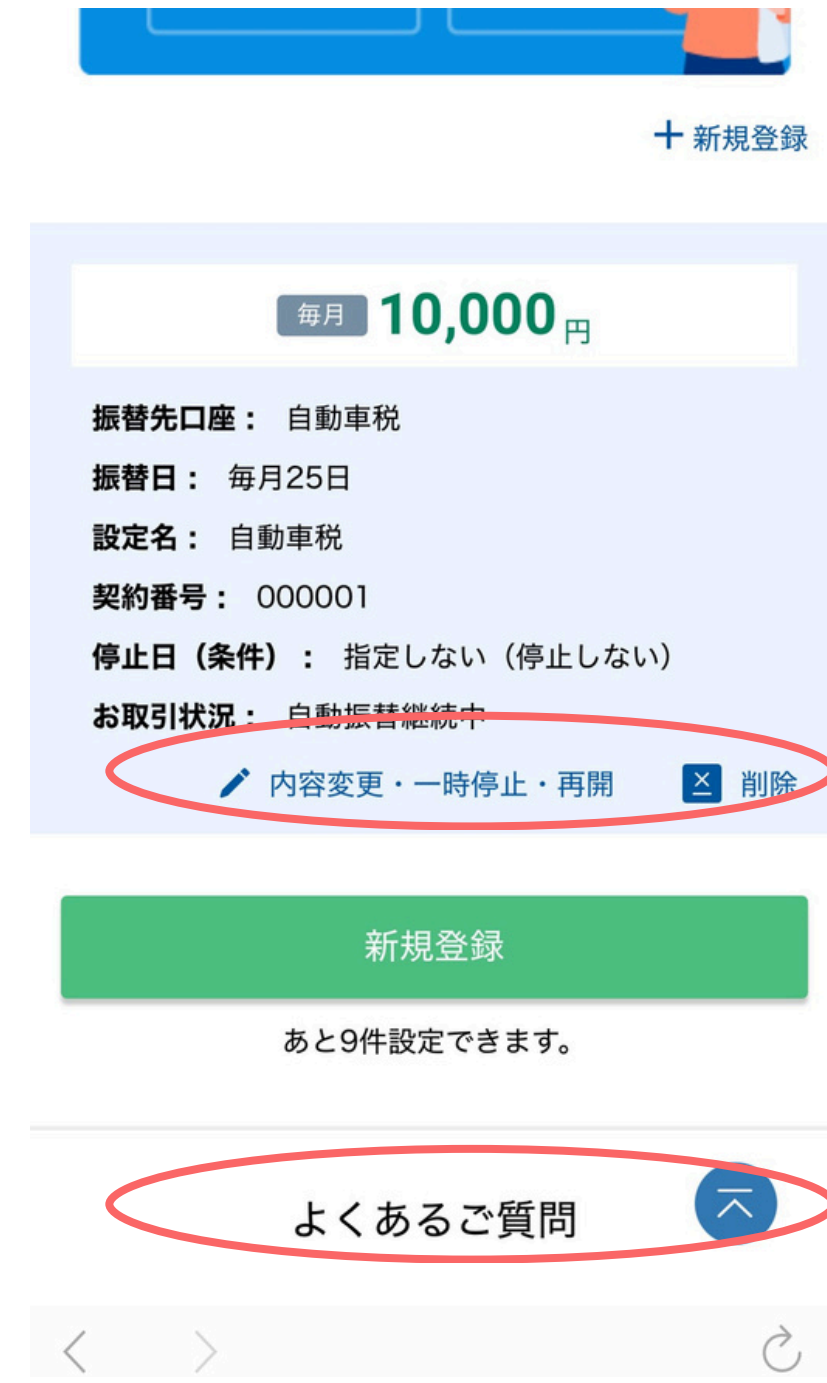 ＋ 新規登録
毎月 10,000 円
振替先口座： 自動車税
振替日： 毎月25日
設定名： 自動車税
契約番号： 000001
停止日（条件）： 指定しない（停止しない）
お取引状況： 自動振替継続中
内容変更・一時停止・再開 削除
新規登録
あと9件設定できます。
よくあるご質問